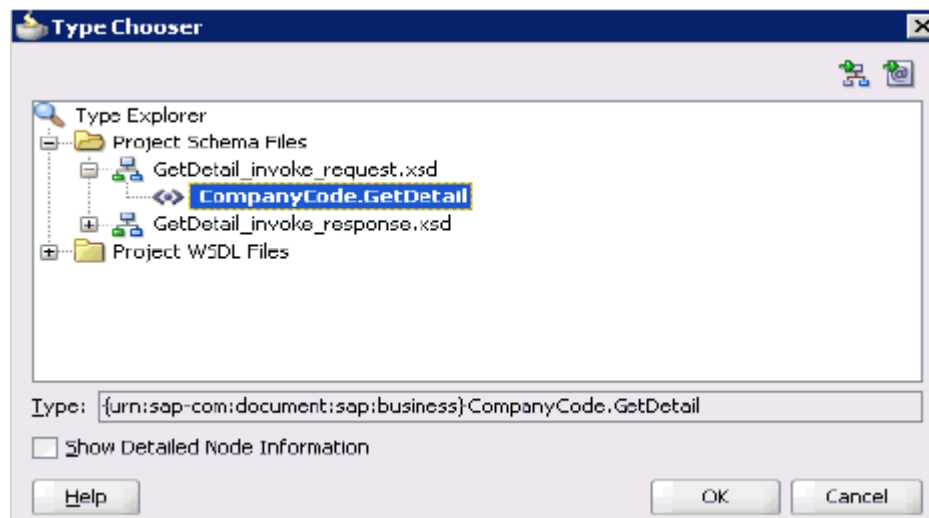 Type Chooser
Type Explorer
Project Schema Files
GetDetail_invoke_request.xsd
CompanyCode.GetDetail
GetDetail_invoke_response.xsd
Project WSDL Files
Type: {urn:sap-com:document:sap:business}CompanyCode.GetDetail
Show Detailed Node Information
Help OK Cancel